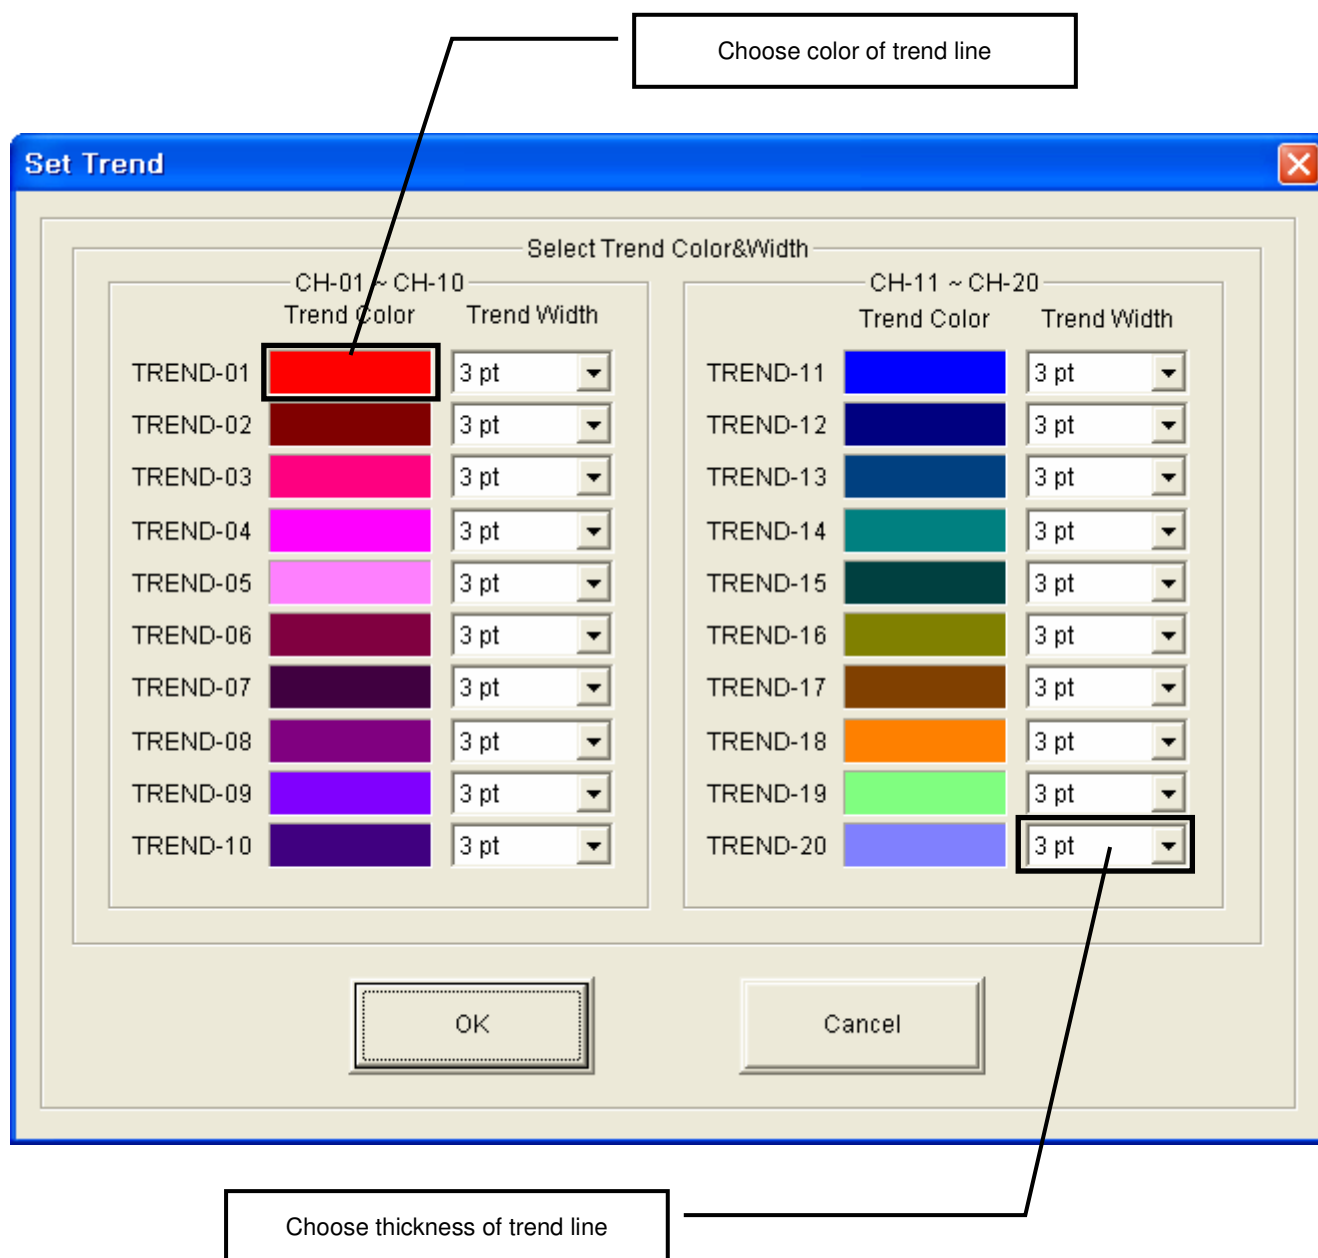 Choose color of trend line
Set Trend
Select Trend Color&Width
CH-01 ~ CH-10
Trend Color Trend Width
TREND-01 3 pt
TREND-02 3 pt
TREND-03 3 pt
TREND-04 3 pt
TREND-05 3 pt
TREND-06 3 pt
TREND-07 3 pt
TREND-08 3 pt
TREND-09 3 pt
TREND-10 3 pt
CH-11 ~ CH-20
Trend Color Trend Width
TREND-11 3 pt
TREND-12 3 pt
TREND-13 3 pt
TREND-14 3 pt
TREND-15 3 pt
TREND-16 3 pt
TREND-17 3 pt
TREND-18 3 pt
TREND-19 3 pt
TREND-20 3 pt
OK Cancel
Choose thickness of trend line